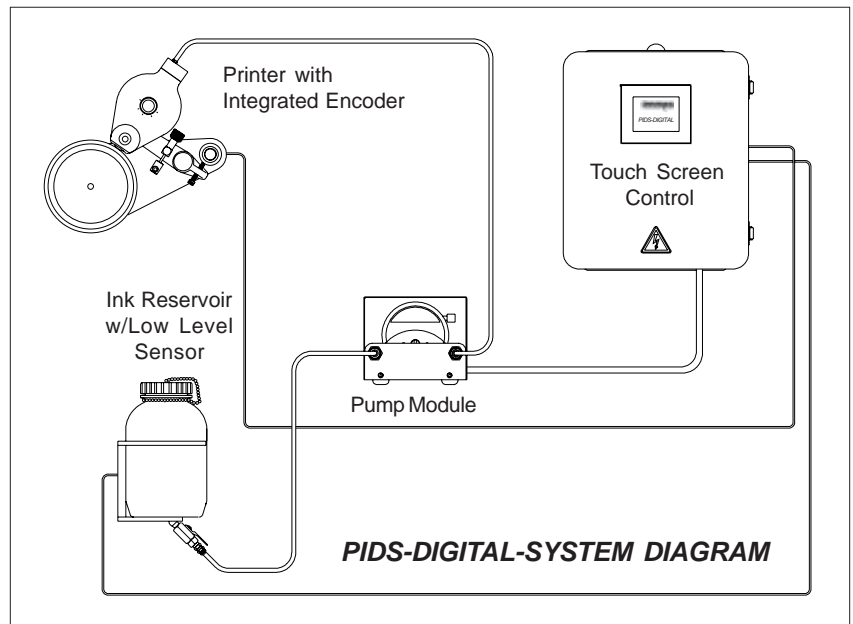 Printer with
Integrated Encoder
PIDS-DIGITAL
Touch Screen
Control
Ink Reservoir
w/Low Level
Sensor
Pump Module
PIDS-DIGITAL-SYSTEM DIAGRAM